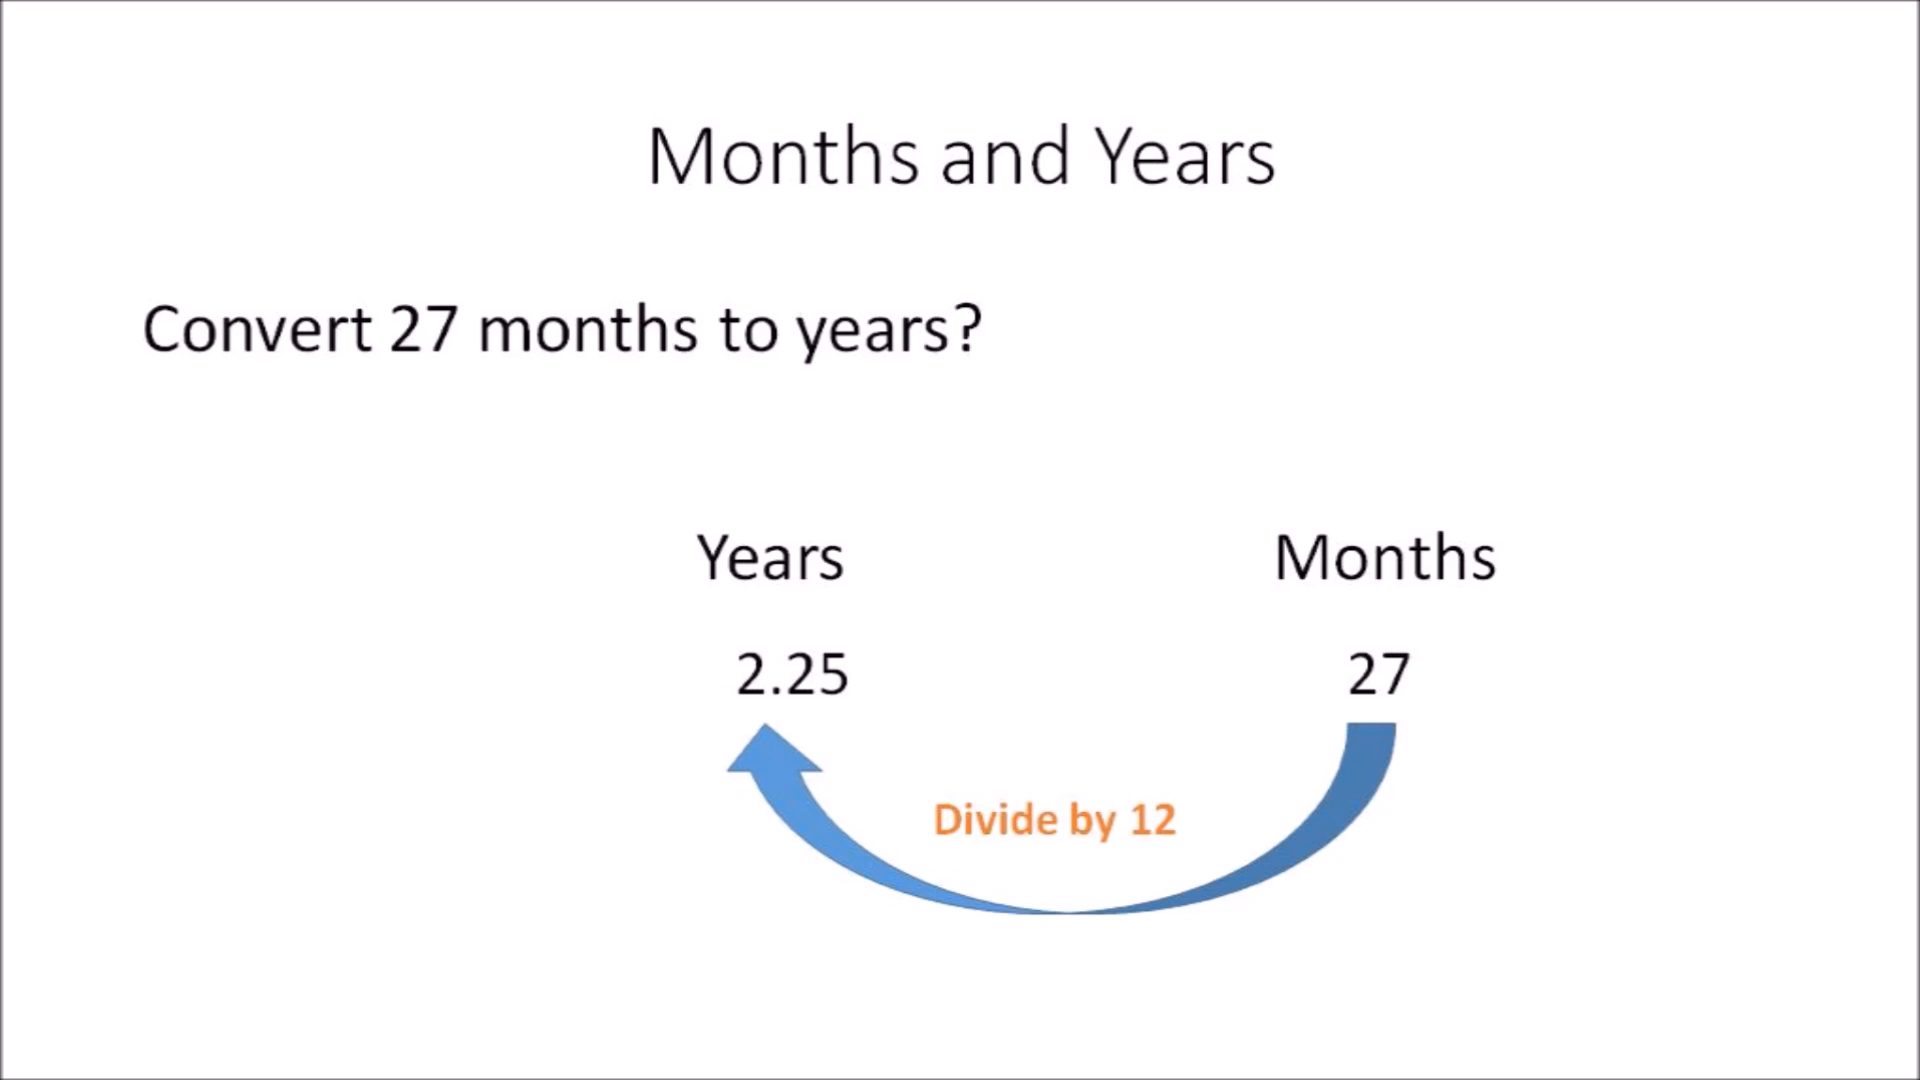 Months and Years
Convert 27 months to years?
Years Months
2.25 27
Divide by 12